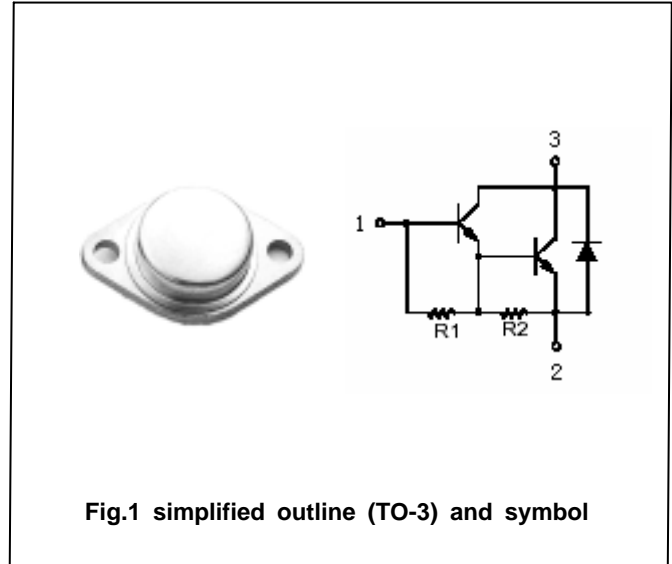 3
1
R1
R2
2
Fig.1 simplified outline (TO-3) and symbol